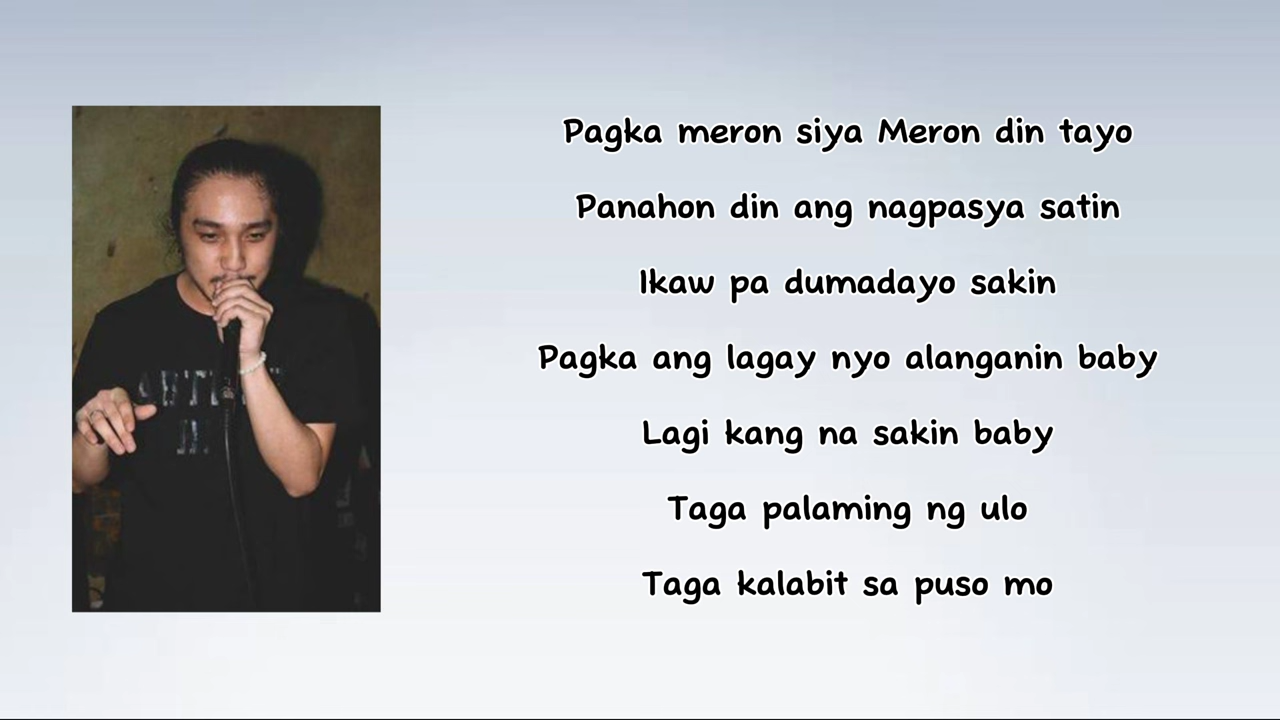 Pagka meron siya Meron din tayo
Panahon din ang nagpasya satin
Ikaw pa dumadayo sakin
Pagka ang lagay nyo alanganin baby
Lagi kang na sakin baby
Taga palaming ng ulo
Taga kalabit sa puso mo